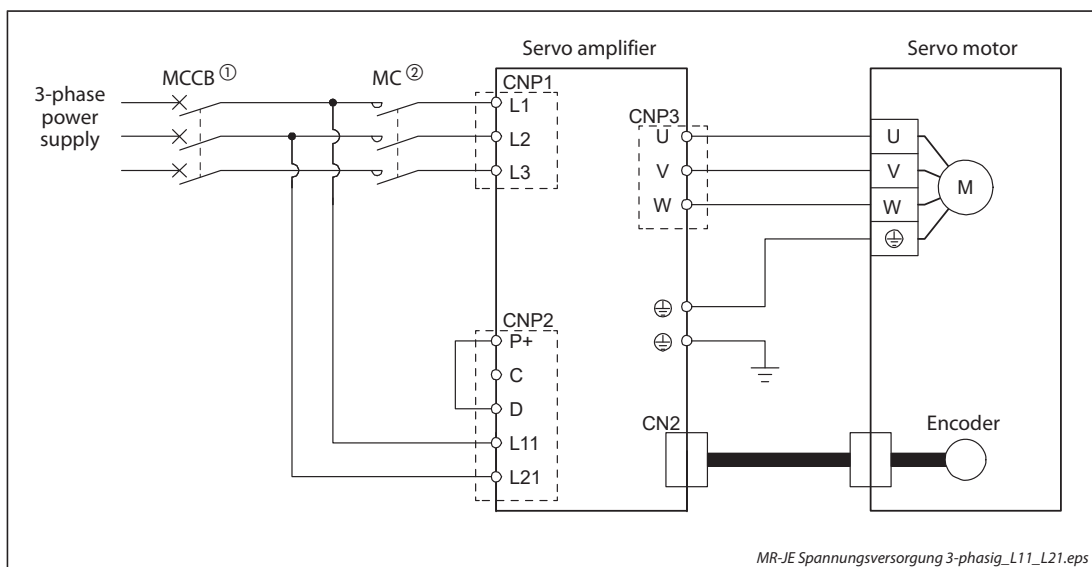 Servo amplifier
Servo motor
MCCB ①
MC ②
3-phase
power
supply
CNP1
L1
L2
L3
CNP3
U
V
W
U
V
W
M
CNP2
P+
C
D
L11
L21
CN2
Encoder
MR-JE Spannungsversorgung 3-phasig_L11_L21.eps